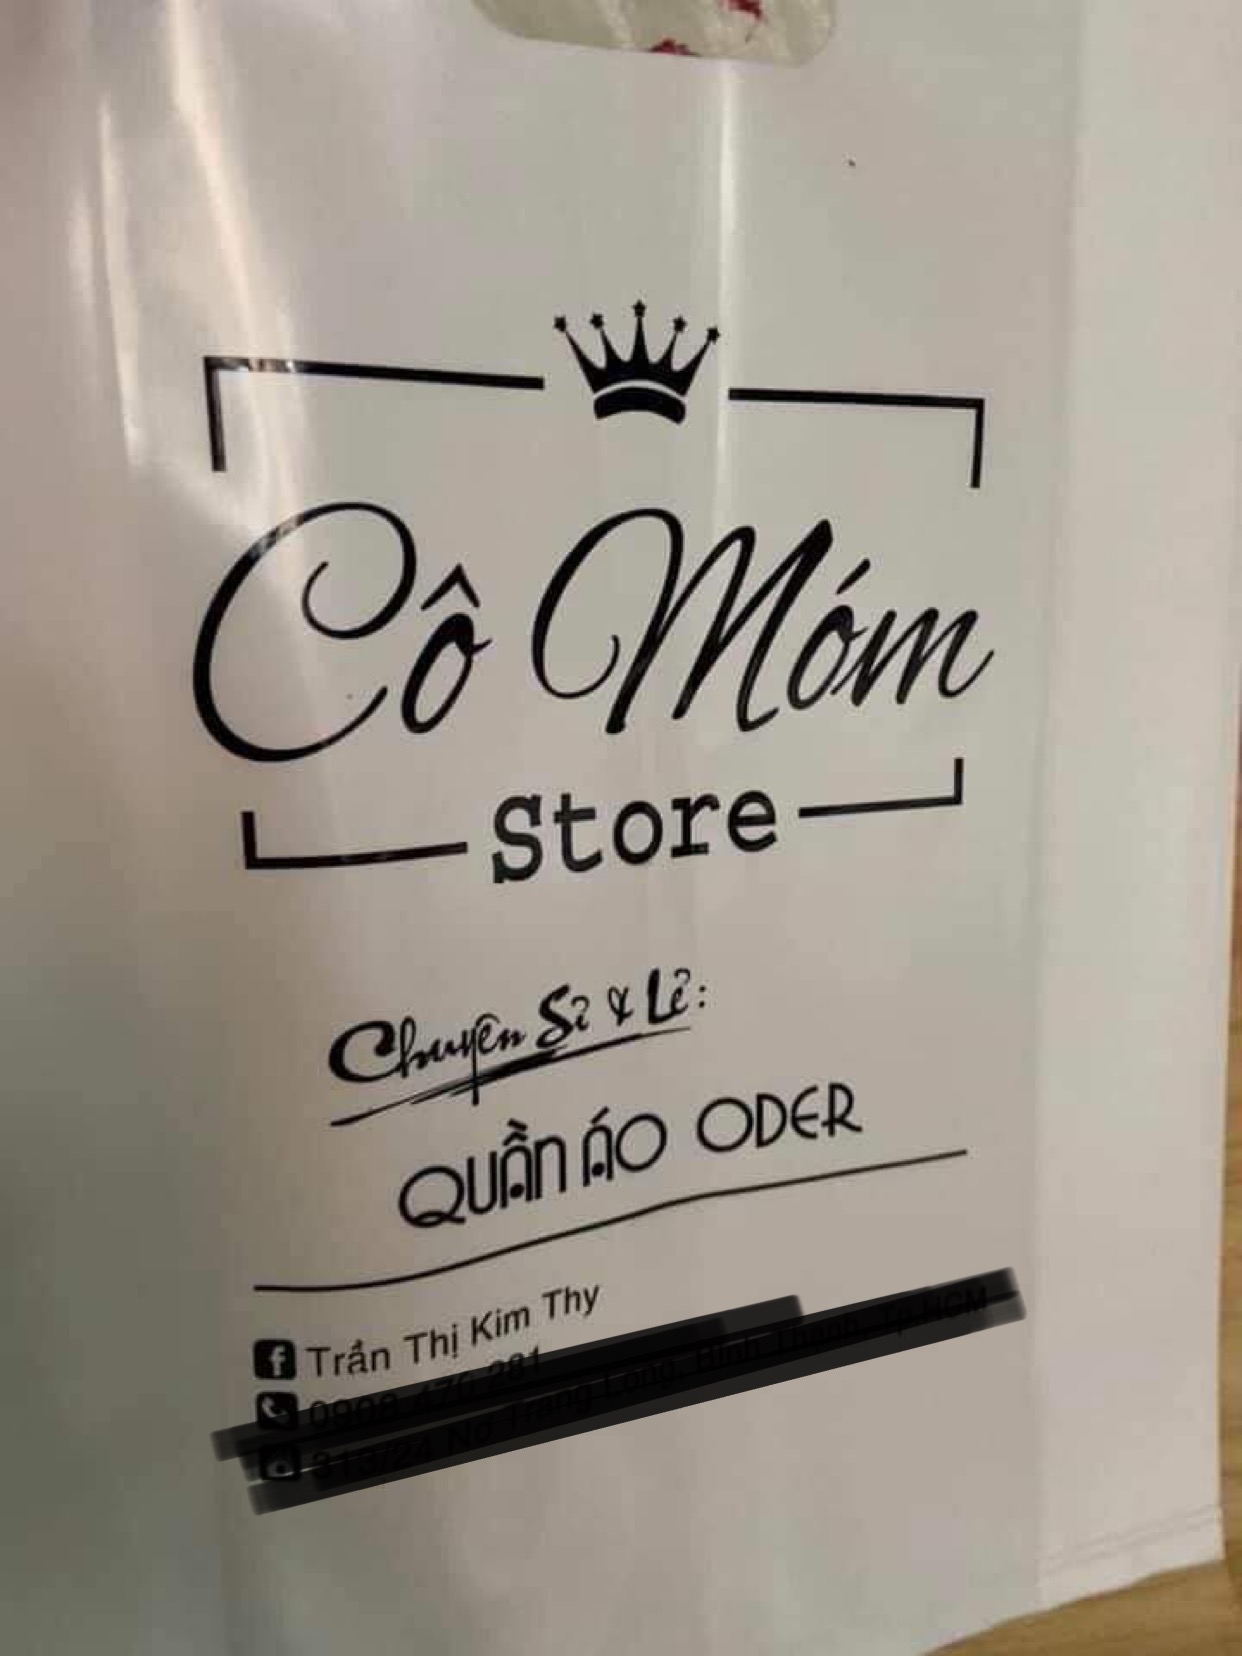 Cô Móm
Store
Chuyên Sỉ & Lẻ:
QUẦN ÁO ODER
Trần Thị Kim Thy